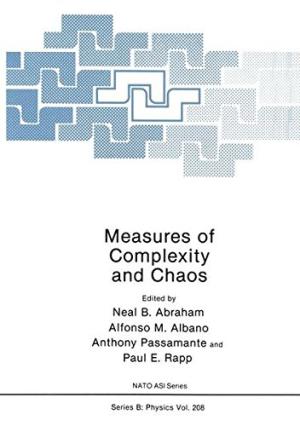 Measures of
Complexity
and Chaos
Edited by
Neal B. Abraham
Alfonso M. Albano
Anthony Passamante and
Paul E. Rapp
NATO ASI Series
Series B: Physics Vol. 208